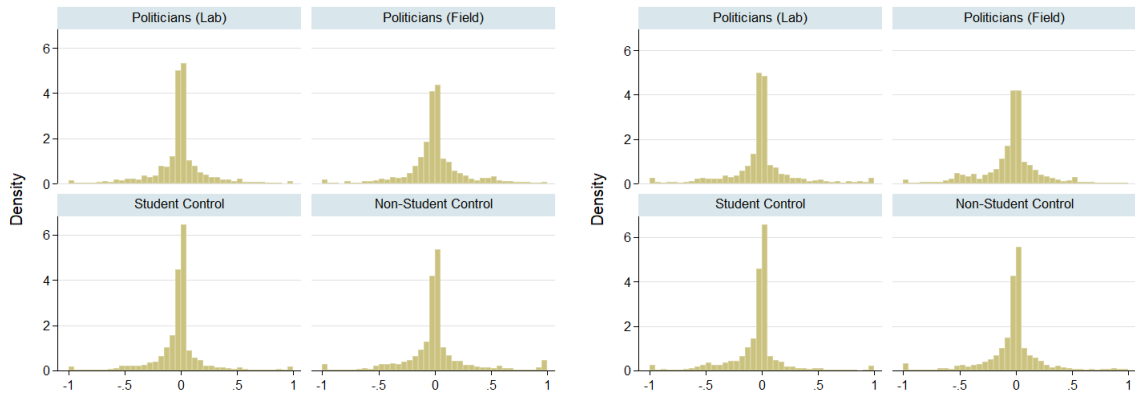 Politicians (Lab) Politicians (Field)
6
4
2
0
Student Control Non-Student Control
6
4
2
0
-1 -.5 0 .5 1 -1 -.5 0 .5 1
Density
Politicians (Lab) Politicians (Field)
6
4
2
0
Student Control Non-Student Control
6
4
2
0
-1 -.5 0 .5 1 -1 -.5 0 .5 1
Density